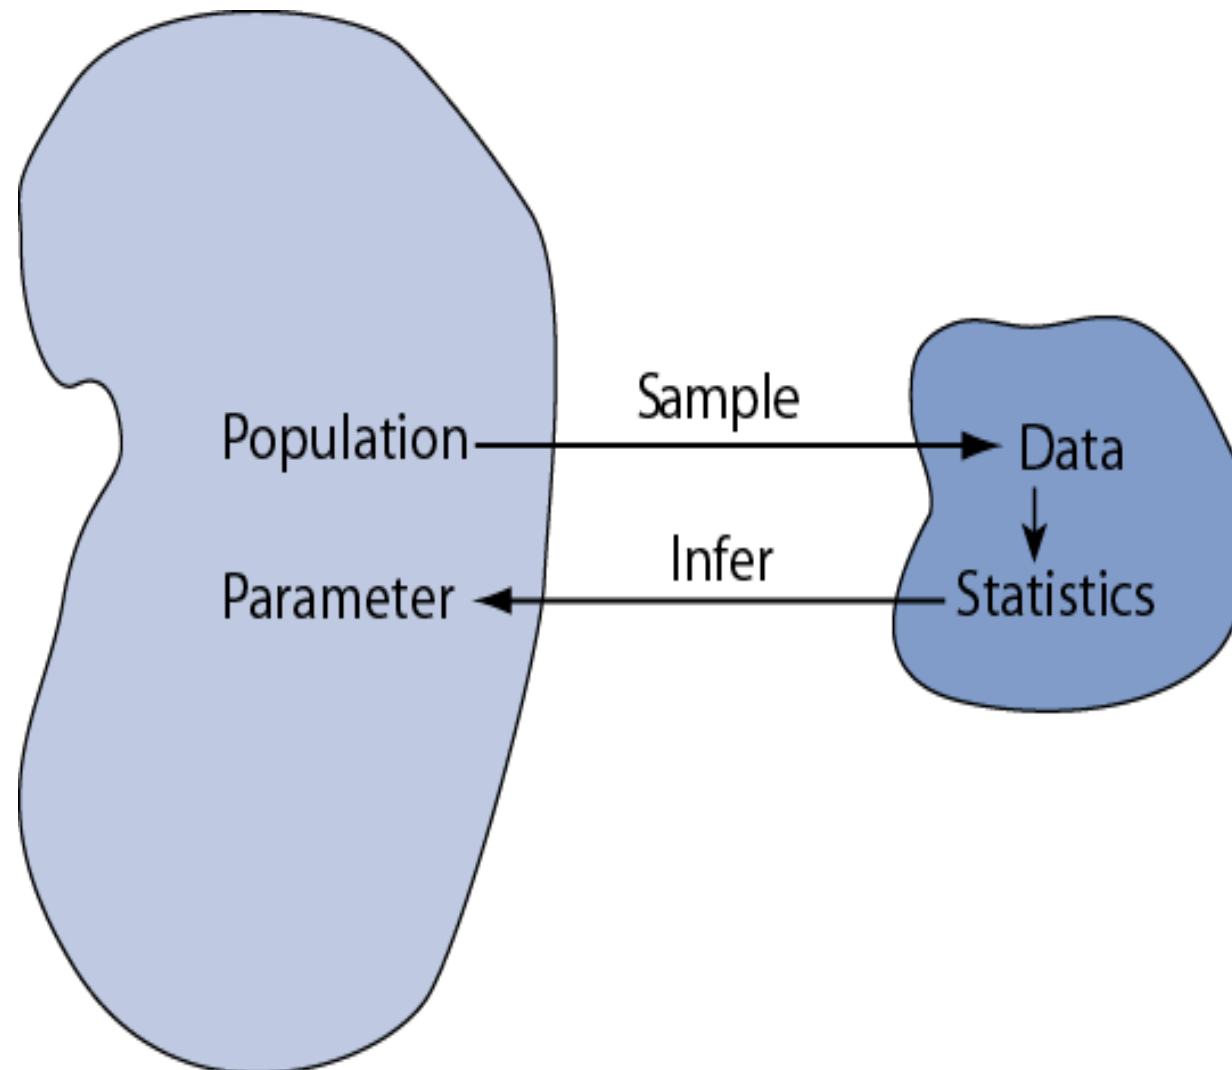 Sample
Population
Data
Infer
Parameter
Statistics